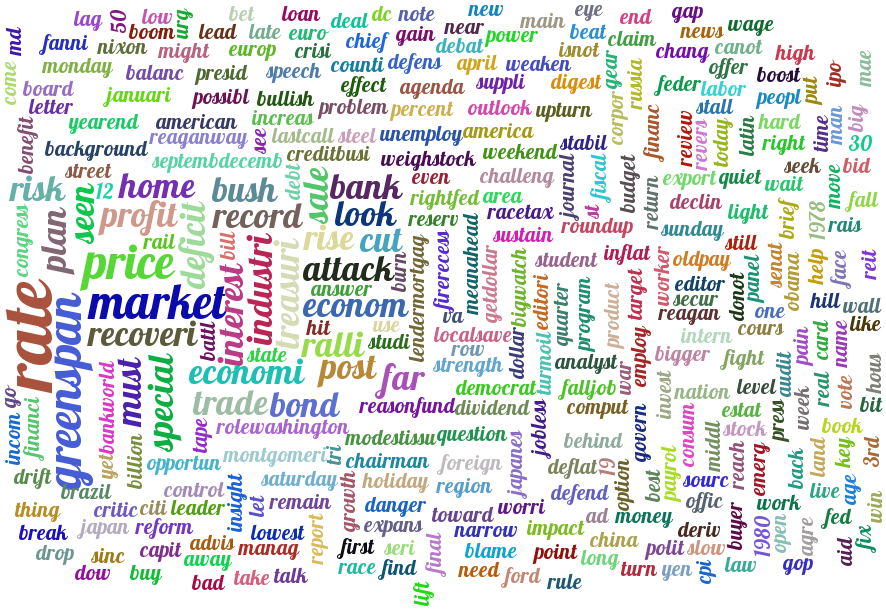 lag
50
low
boom
urg
bet
loan
deal
dc
note
new
main
eye
end
gap
md
fanni
nixon
might
lead
late
euro
chief
gain
near
power
beat
claim
news
wage
come
monday
balanc
europ
crisi
debat
isnot
chang
canot
high
board
presid
speech
counti
defens
april
weaken
gear
russia
offer
boost
ipo
mae
letter
januari
possibl
bullish
effect
agenda
suppli
digest
feder
labor
peopl
put
yearend
american
increas
problem
percent
outlook
upturn
corpor
financ
stall
man
big
benefit
background
reaganway
see
lastcall
steel
unemploy
america
stabil
review
revers
today
latin
hard
right
time
30
septemberdecemb
creditbusi
weighstock
weekend
street
debt
even
challeng
journal
fiscal
budget
return
export
quiet
wait
seek
move
bid
risk
seen
12
home
bush
sale
bank
rightfed
area
declin
light
brief
1978
fall
congress
plan
profit
deficit
record
look
reserv
racetax
st
roundup
sunday
rais
rail
bill
rise
cut
sustain
still
price
interest
industri
treasuri
attack
burn
lendermortgag
firerecess
meanahead
getdollar
bigwatch
student
inflat
worker
oldpay
panel
senat
obama
help
face
reit
rate
greenspan
market
answer
econom
editori
quarter
program
product
target
editor
secur
donot
hill
wall
recoveri
battl
hit
use
va
reagan
one
like
ralli
studi
localsave
dollar
turmoil
employ
intern
cours
state
row
analyst
bigger
fight
pain
card
name
must
special
economi
post
far
strength
war
audit
democrat
falljob
invest
nation
level
week
real
vote
hous
go
bankworld
trade
bond
reasonfund
dividend
comput
govern
estat
press
bit
incom
financi
tape
rolewashington
stock
book
yet
billion
modestissu
question
jobless
behind
consum
middl
reach
emerg
back
land
key
3rd
opportun
montgomeri
tri
chairman
foreign
japanes
deflat
19
option
best
payrol
drift
brazil
control
insight
saturday
growth
holiday
region
defend
sourc
live
age
win
thing
critic
citi
leader
let
remain
danger
toward
worri
ad
money
offic
buyer
work
fed
break
japan
reform
lowest
report
expans
narrow
impact
deriv
1980
open
agre
aid
fix
drop
sinc
capit
advis
manag
first
seri
final
blame
point
china
long
polit
slow
dow
buy
away
bad
take
talk
race
find
lift
need
ford
rule
turn
yen
cpi
law
gop